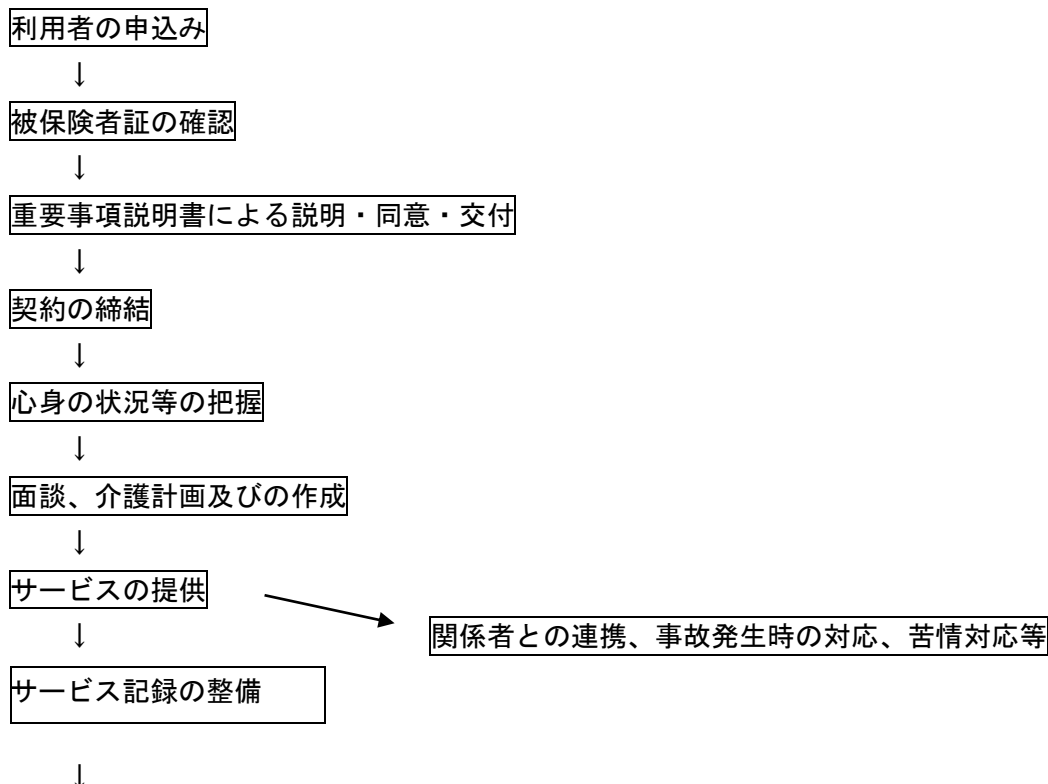 利用者の申込み
↓
被保険者証の確認
↓
重要事項説明書による説明・同意・交付
↓
契約の締結
↓
心身の状況等の把握
↓
面談、介護計画及びの作成
↓
サービスの提供
↓
関係者との連携、事故発生時の対応、苦情対応等
サービス記録の整備
↓